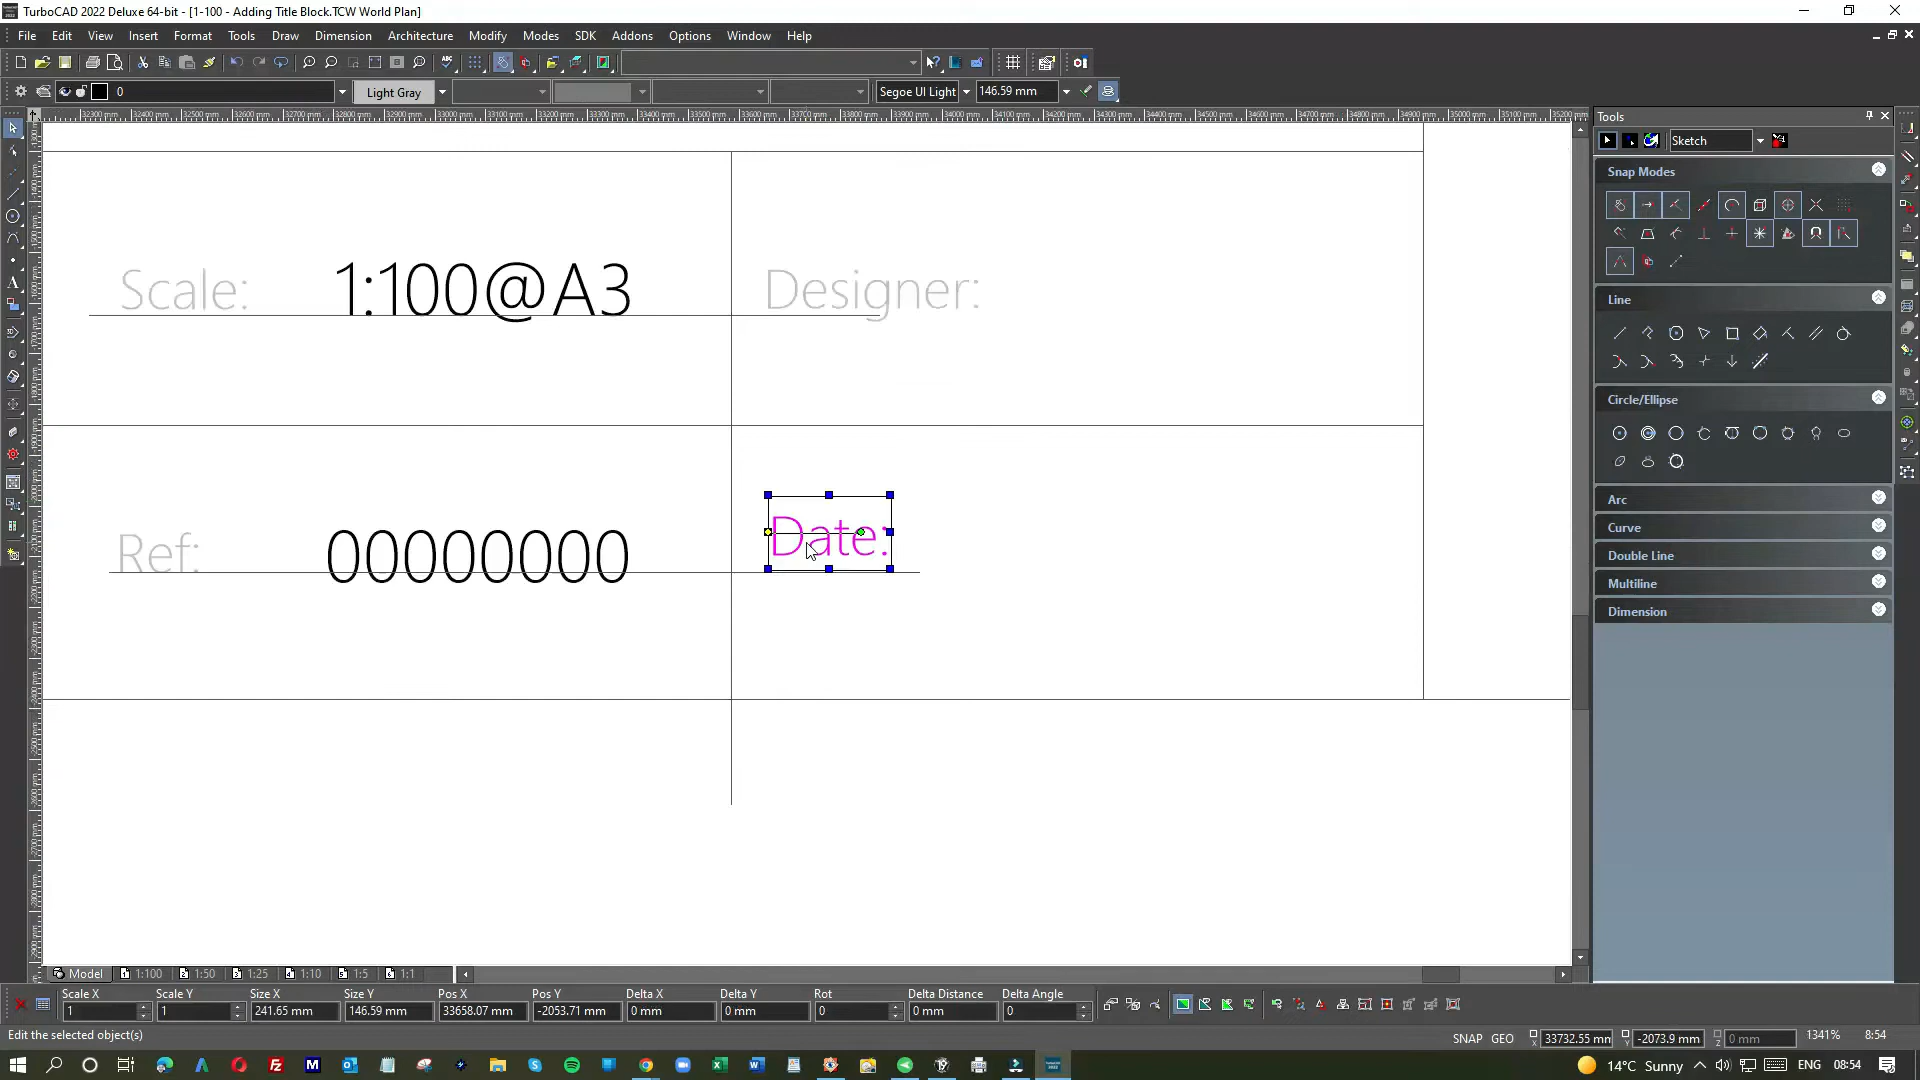 TurboCAD 2022 Deluxe 64-bit - [1-100 - Adding Title Block.TCW World Plan]
File Edit View Insert Format Tools Draw Dimension Architecture Modify Modes SDK Addons Options Window Help
0 Light Gray Segoe UI Light 146.59 mm
Tools
Sketch
Snap Modes
Scale: 1:100@A3 Designer:
Line
Circle/Ellipse
Ref: 00000000 Date:
Arc
Curve
Double Line
Multiline
Dimension
Model 1:100 1:50 1:25 1:10 1:5 1:1
Scale X Scale Y Size X Size Y Pos X Pos Y Delta X Delta Y Rot Delta Distance Delta Angle
1 1 241.65 mm 146.59 mm 33658.07 mm -2053.71 mm 0 mm 0 mm 0 0 mm 0
Edit the selected object(s) SNAP GEO 33732.55 mm -2073.9 mm 0 mm 1341% 8:54
14°C Sunny ENG 08:54